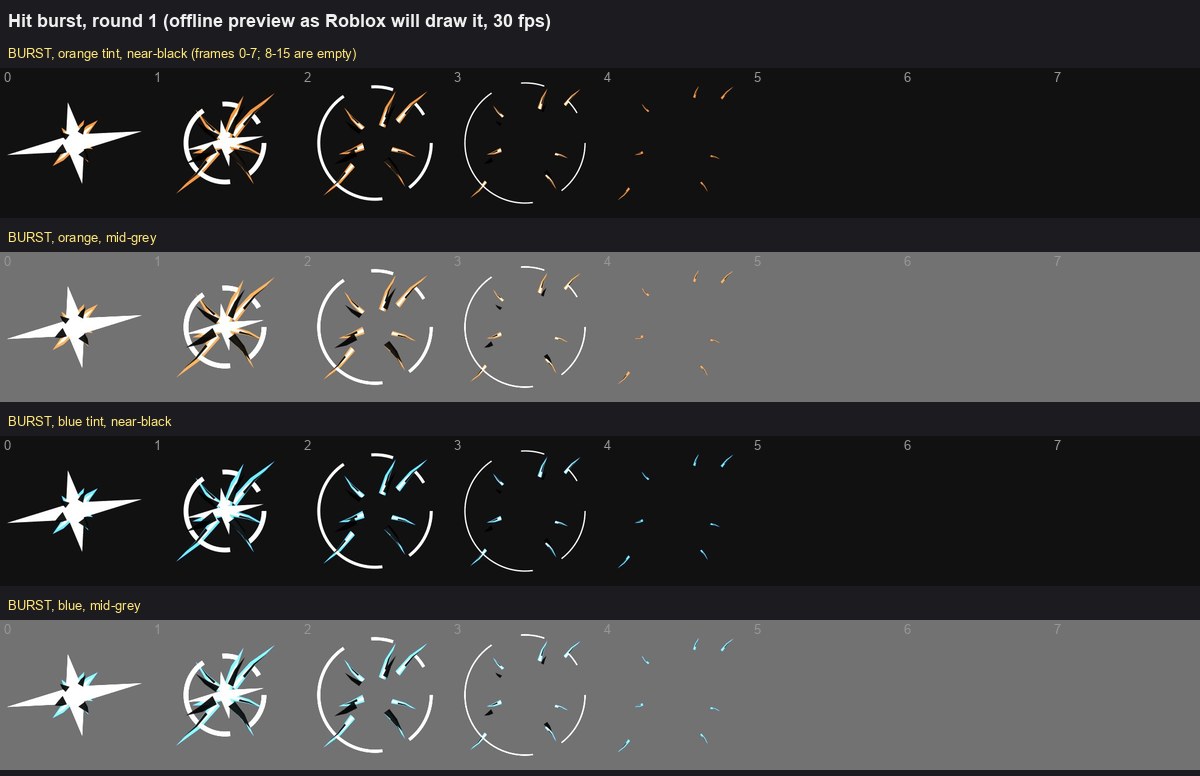 Hit burst, round 1 (offline preview as Roblox will draw it, 30 fps)
BURST, orange tint, near-black (frames 0-7; 8-15 are empty)
0 1 2 3 4 5 6 7
BURST, orange, mid-grey
0 1 2 3 4 5 6 7
BURST, blue tint, near-black
0 1 2 3 4 5 6 7
BURST, blue, mid-grey
0 1 2 3 4 5 6 7